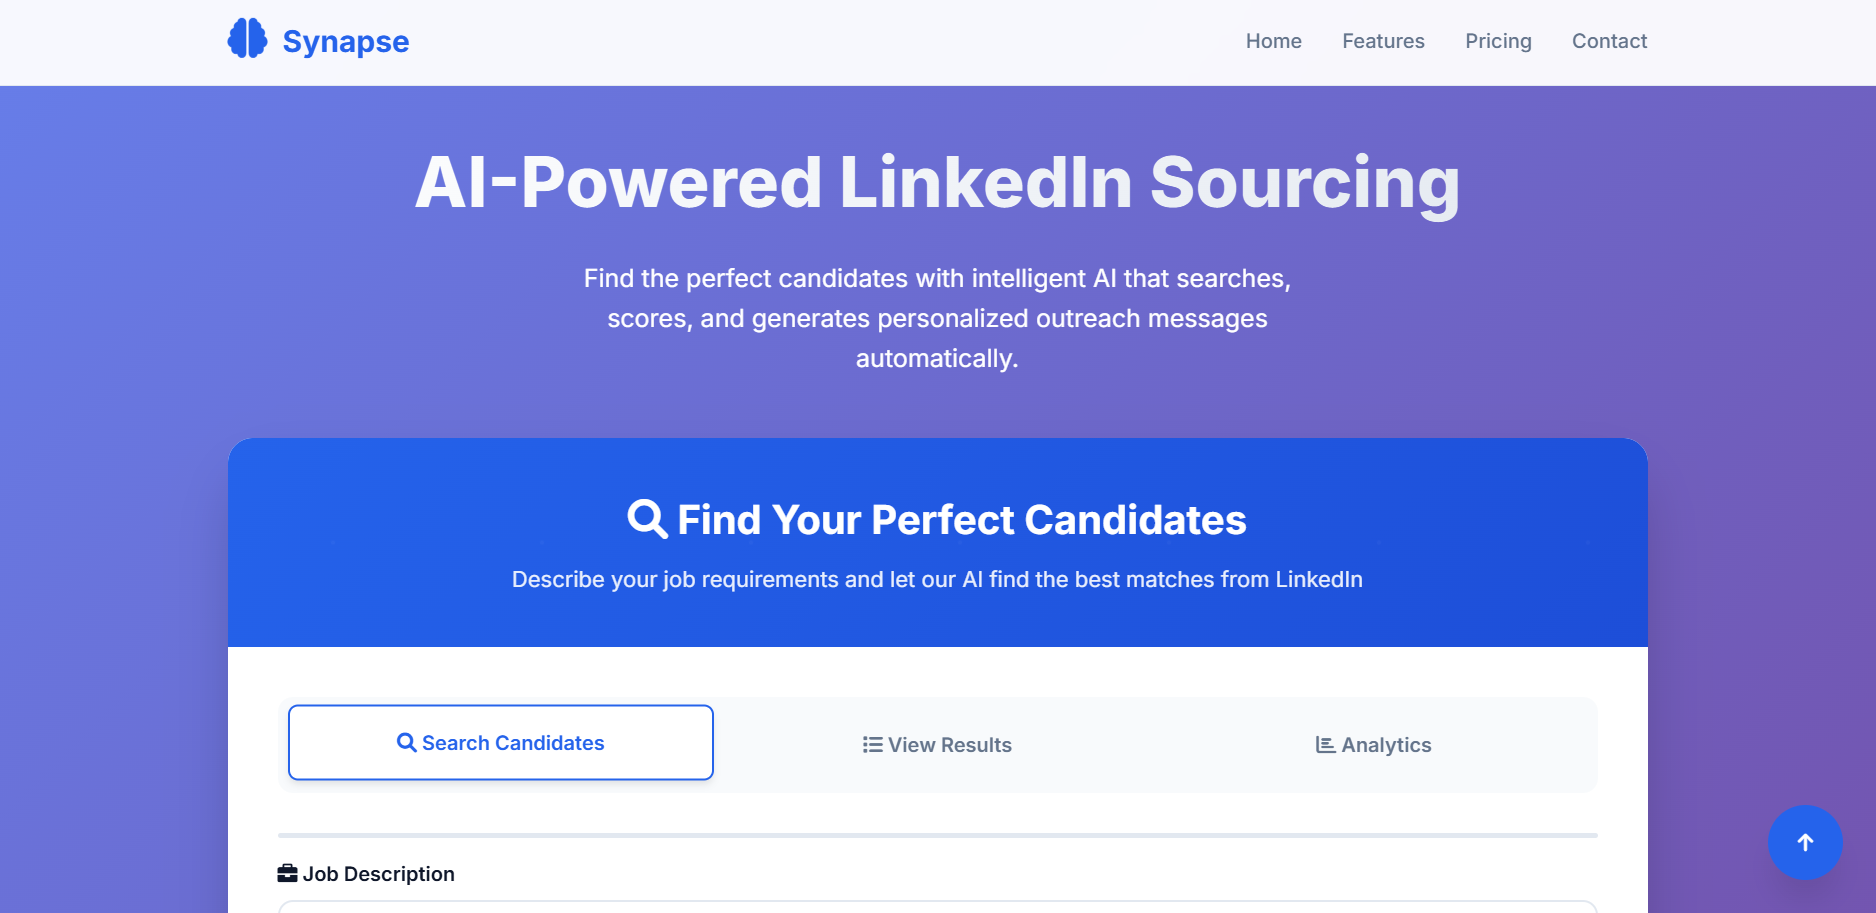 Synapse
Home
Features
Pricing
Contact
AI-Powered LinkedIn Sourcing
Find the perfect candidates with intelligent AI that searches,
scores, and generates personalized outreach messages
automatically.
Find Your Perfect Candidates
Describe your job requirements and let our AI find the best matches from LinkedIn
Search Candidates
View Results
Analytics
Job Description